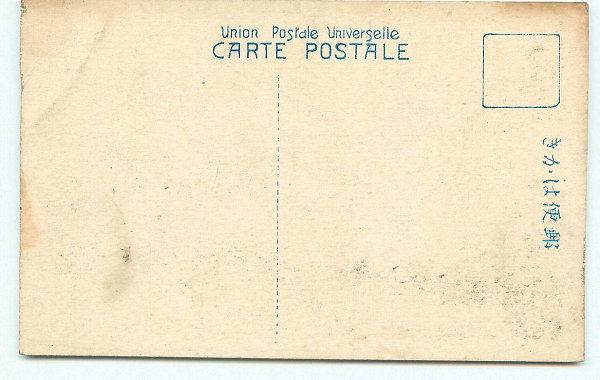 Union Postale Universelle
CARTE POSTALE
きかは便郵